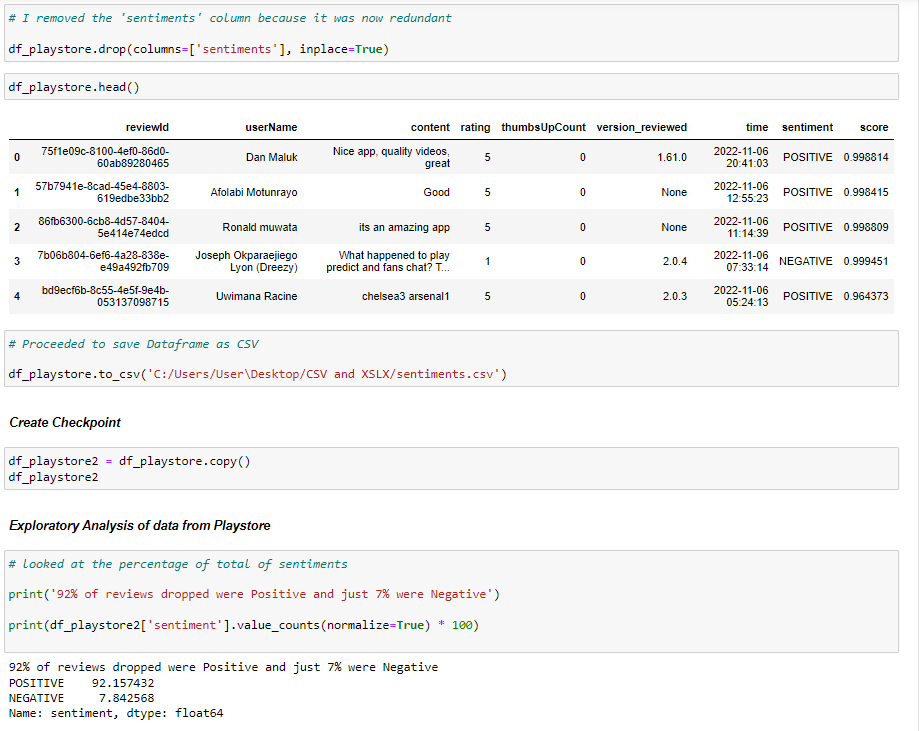 # I removed the 'sentiments' column because it was now redundant
df_playstore.drop(columns=['sentiments'], inplace=True)
df_playstore.head()
reviewId userName content rating thumbsUpCount version_reviewed time sentiment score
0 75f1e09c-8100-4ef0-86d0-60ab89280465 Dan Maluk Nice app, quality videos, great 5 0 1.61.0 2022-11-06 20:41:03 POSITIVE 0.998814
1 57b7941e-8cad-45e4-8803-619edbe33bb2 Afolabi Motunrayo Good 5 0 None 2022-11-06 12:55:23 POSITIVE 0.998415
2 86fb6300-6cb8-4d57-8404-5e414e74edcd Ronald muwata its an amazing app 5 0 None 2022-11-06 11:14:39 POSITIVE 0.998809
3 7b06b804-6ef6-4a28-838e-e49a492fb709 Joseph Okparaejiego Lyon (Dreezy) What happened to play predict and fans chat? T... 1 0 2.0.4 2022-11-06 07:33:14 NEGATIVE 0.999451
4 bd9ecf6b-8c55-4e5f-9e4b-053137098715 Uwimana Racine chelsea3 arsenal1 5 0 2.0.3 2022-11-06 05:24:13 POSITIVE 0.964373
# Proceeded to save Dataframe as CSV
df_playstore.to_csv('C:/Users/User\Desktop/CSV and XSLX/sentiments.csv')
Create Checkpoint
df_playstore2 = df_playstore.copy()
df_playstore2
Exploratory Analysis of data from Playstore
# looked at the percentage of total of sentiments
print('92% of reviews dropped were Positive and just 7% were Negative')
print(df_playstore2['sentiment'].value_counts(normalize=True) * 100)
92% of reviews dropped were Positive and just 7% were Negative
POSITIVE 92.157432
NEGATIVE 7.842568
Name: sentiment, dtype: float64